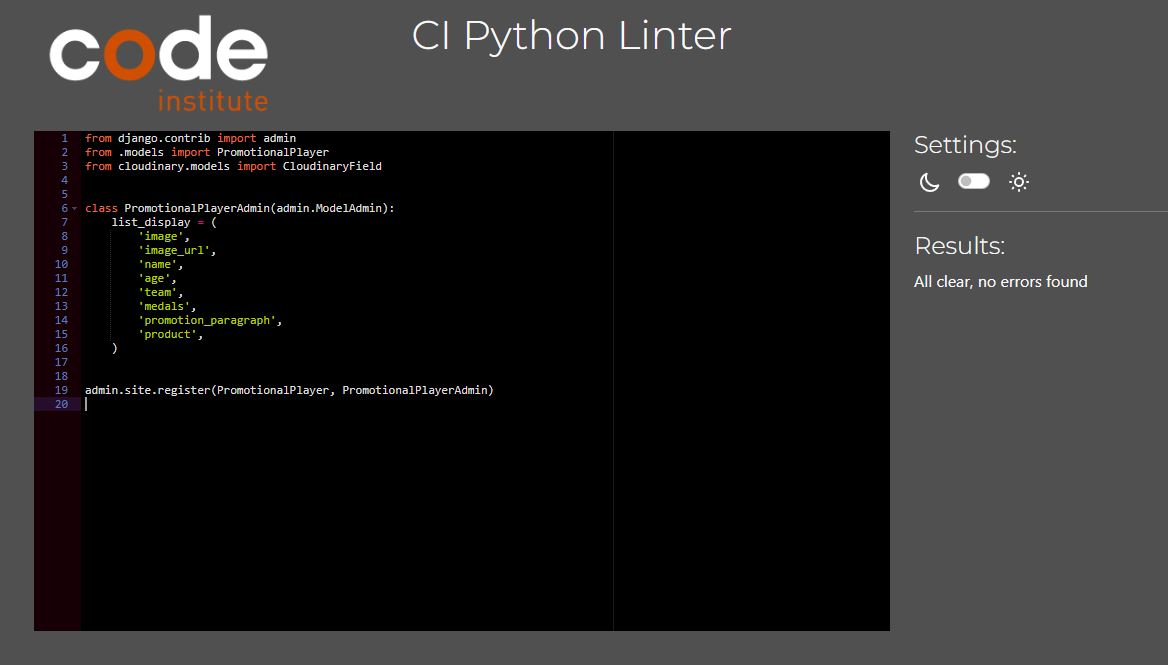 code
institute
CI Python Linter
1 from django.contrib import admin
2 from .models import PromotionalPlayer
3 from cloudinary.models import CloudinaryField
4
5
6 class PromotionalPlayerAdmin(admin.ModelAdmin):
7     list_display = (
8         'image',
9         'image_url',
10         'name',
11         'age',
12         'team',
13         'medals',
14         'promotion_paragraph',
15         'product',
16     )
17
18
19 admin.site.register(PromotionalPlayer, PromotionalPlayerAdmin)
20
Settings:
Results:
All clear, no errors found